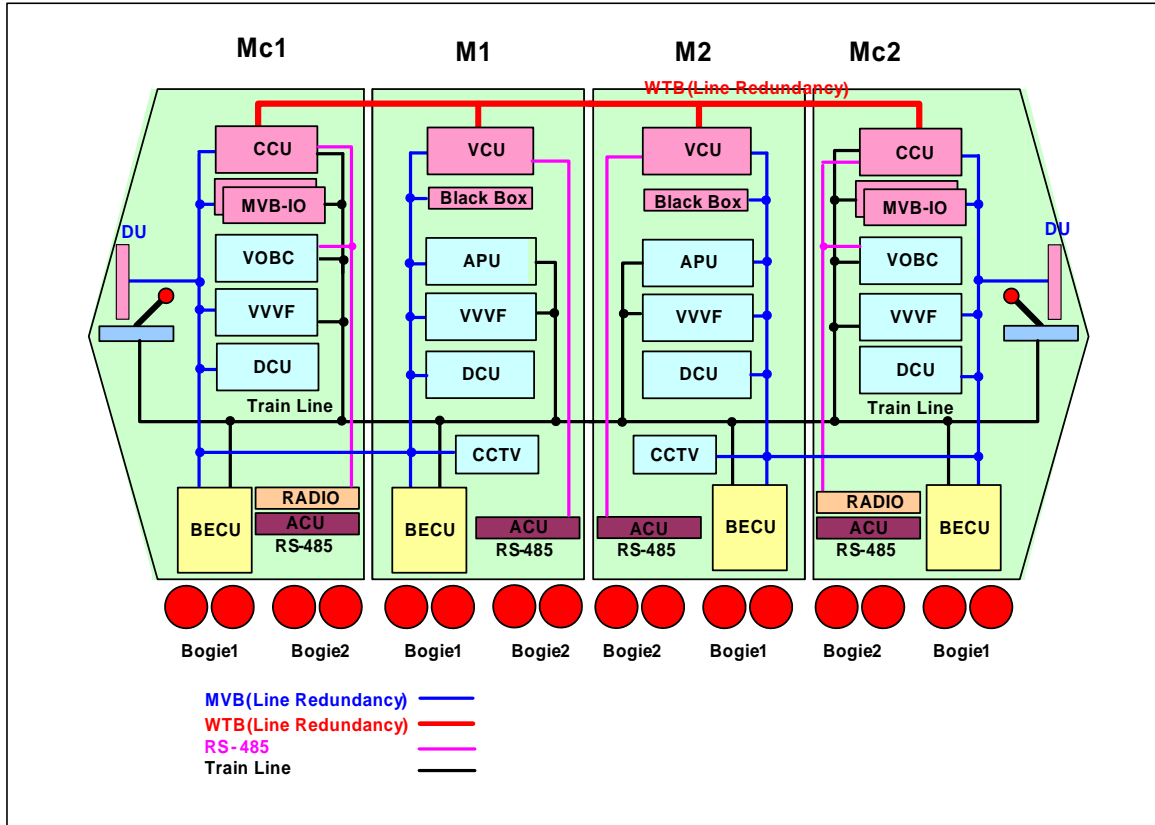 Mc1
M1
M2
Mc2
WTB(Line Redundancy)
CCU
MVB-IO
DU
VOBC
VVVF
DCU
Train Line
BECU
RADIO
ACU
RS-485
VCU
Black Box
APU
VVVF
DCU
CCTV
BECU
ACU
RS-485
VCU
Black Box
APU
VVVF
DCU
CCTV
ACU
RS-485
BECU
CCU
MVB-IO
DU
VOBC
VVVF
DCU
Train Line
RADIO
ACU
RS-485
BECU
Bogie1
Bogie2
Bogie1
Bogie2
Bogie2
Bogie1
Bogie2
Bogie1
MVB(Line Redundancy)
WTB(Line Redundancy)
RS-485
Train Line